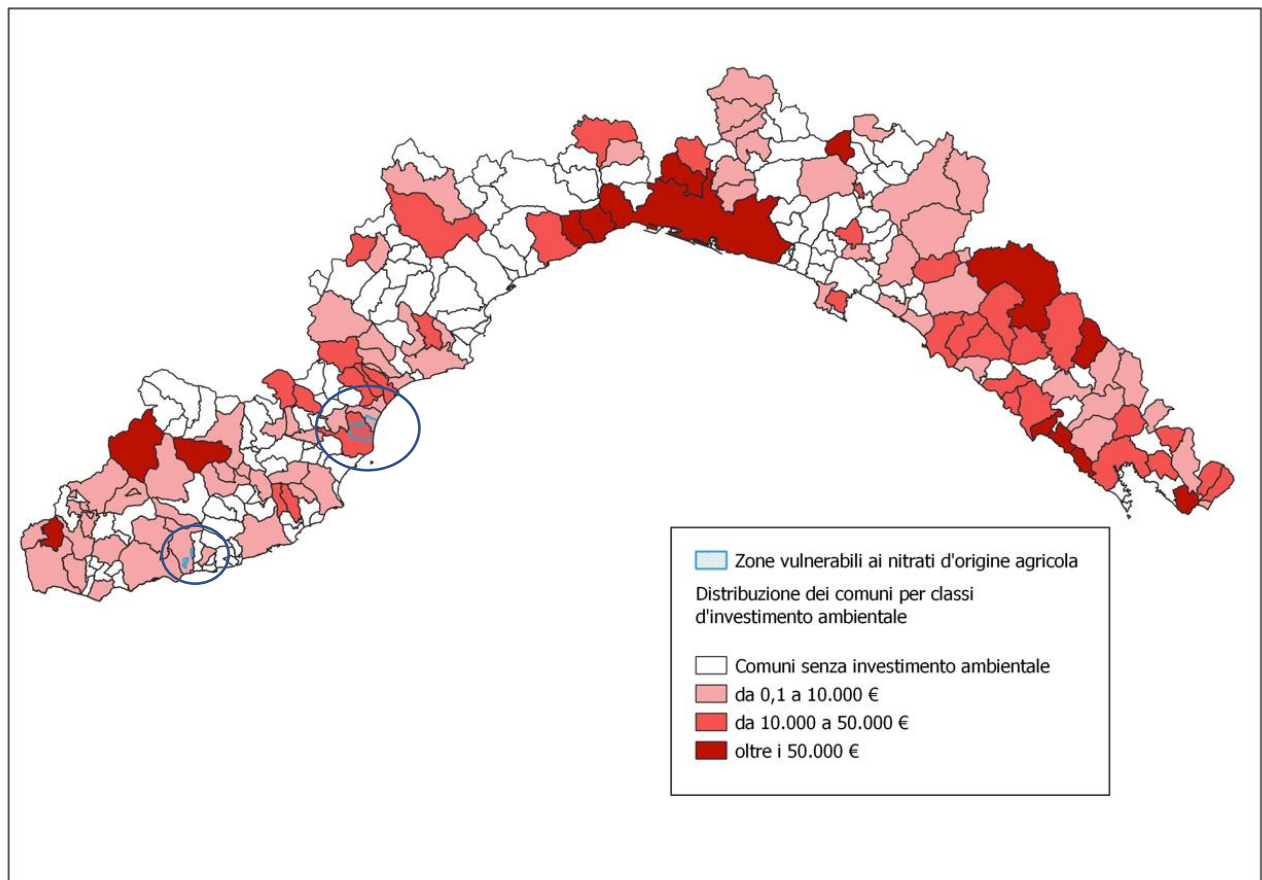 Zone vulnerabili ai nitrati d'origine agricola
Distribuzione dei comuni per classi
d'investimento ambientale
Comuni senza investimento ambientale
da 0,1 a 10.000 €
da 10.000 a 50.000 €
oltre i 50.000 €